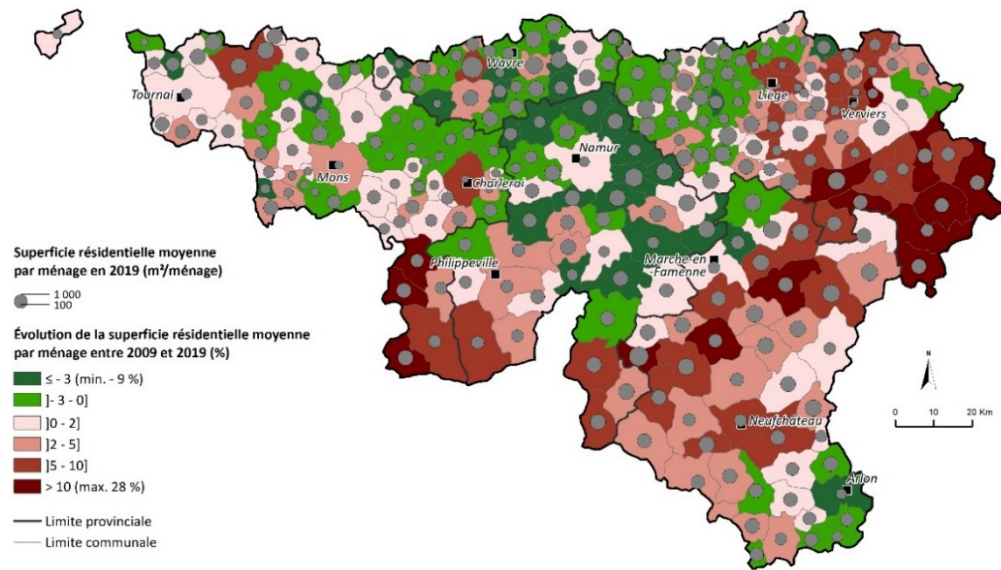 Wavre
Tournai
Liège
Verviers
Namur
Mons
Charleroi
Superficie résidentielle moyenne
par ménage en 2019 (m²/ménage)
1 000
100
Philippeville
Marche-en
-Famenne
Évolution de la superficie résidentielle moyenne
par ménage entre 2009 et 2019 (%)
≤ - 3 (min. - 9 %)
]- 3 - 0]
]0 - 2]
]2 - 5]
]5 - 10]
> 10 (max. 28 %)
N
0 10 20 Km
Neufchâteau
Arlon
Limite provinciale
Limite communale